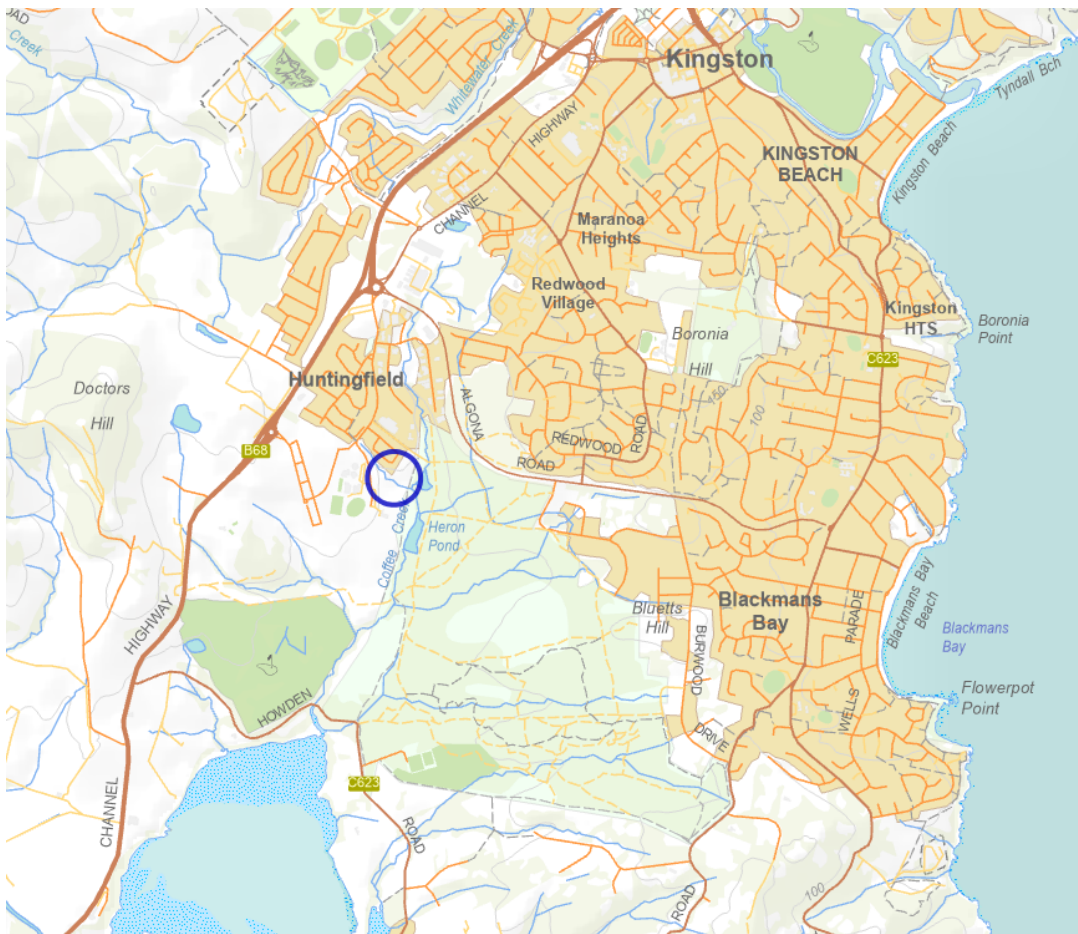 ROAD
Creek
Creek
Whitewater
Kingston
Tyndall Bch
HIGHWAY
KINGSTON
BEACH
Kingston Beach
CHANNEL
Maranoa
Heights
Redwood
Village
Kingston
HTS
Boronia
Point
Boronia
Hill
C623
Huntingfield
Doctors
Hill
ALGONA
100
100
REDWOOD
ROAD
B68
ROAD
Heron
Pond
Coffee Creek
HIGHWAY
Blackmans
Bay
Bluetts
Hill
PARADE
Blackmans Bay
Beach
Blackmans
Bay
BURWOOD
Flowerpot
Point
HOWDEN
WELLS
DRIVE
C623
CHANNEL
ROAD
100
ROAD